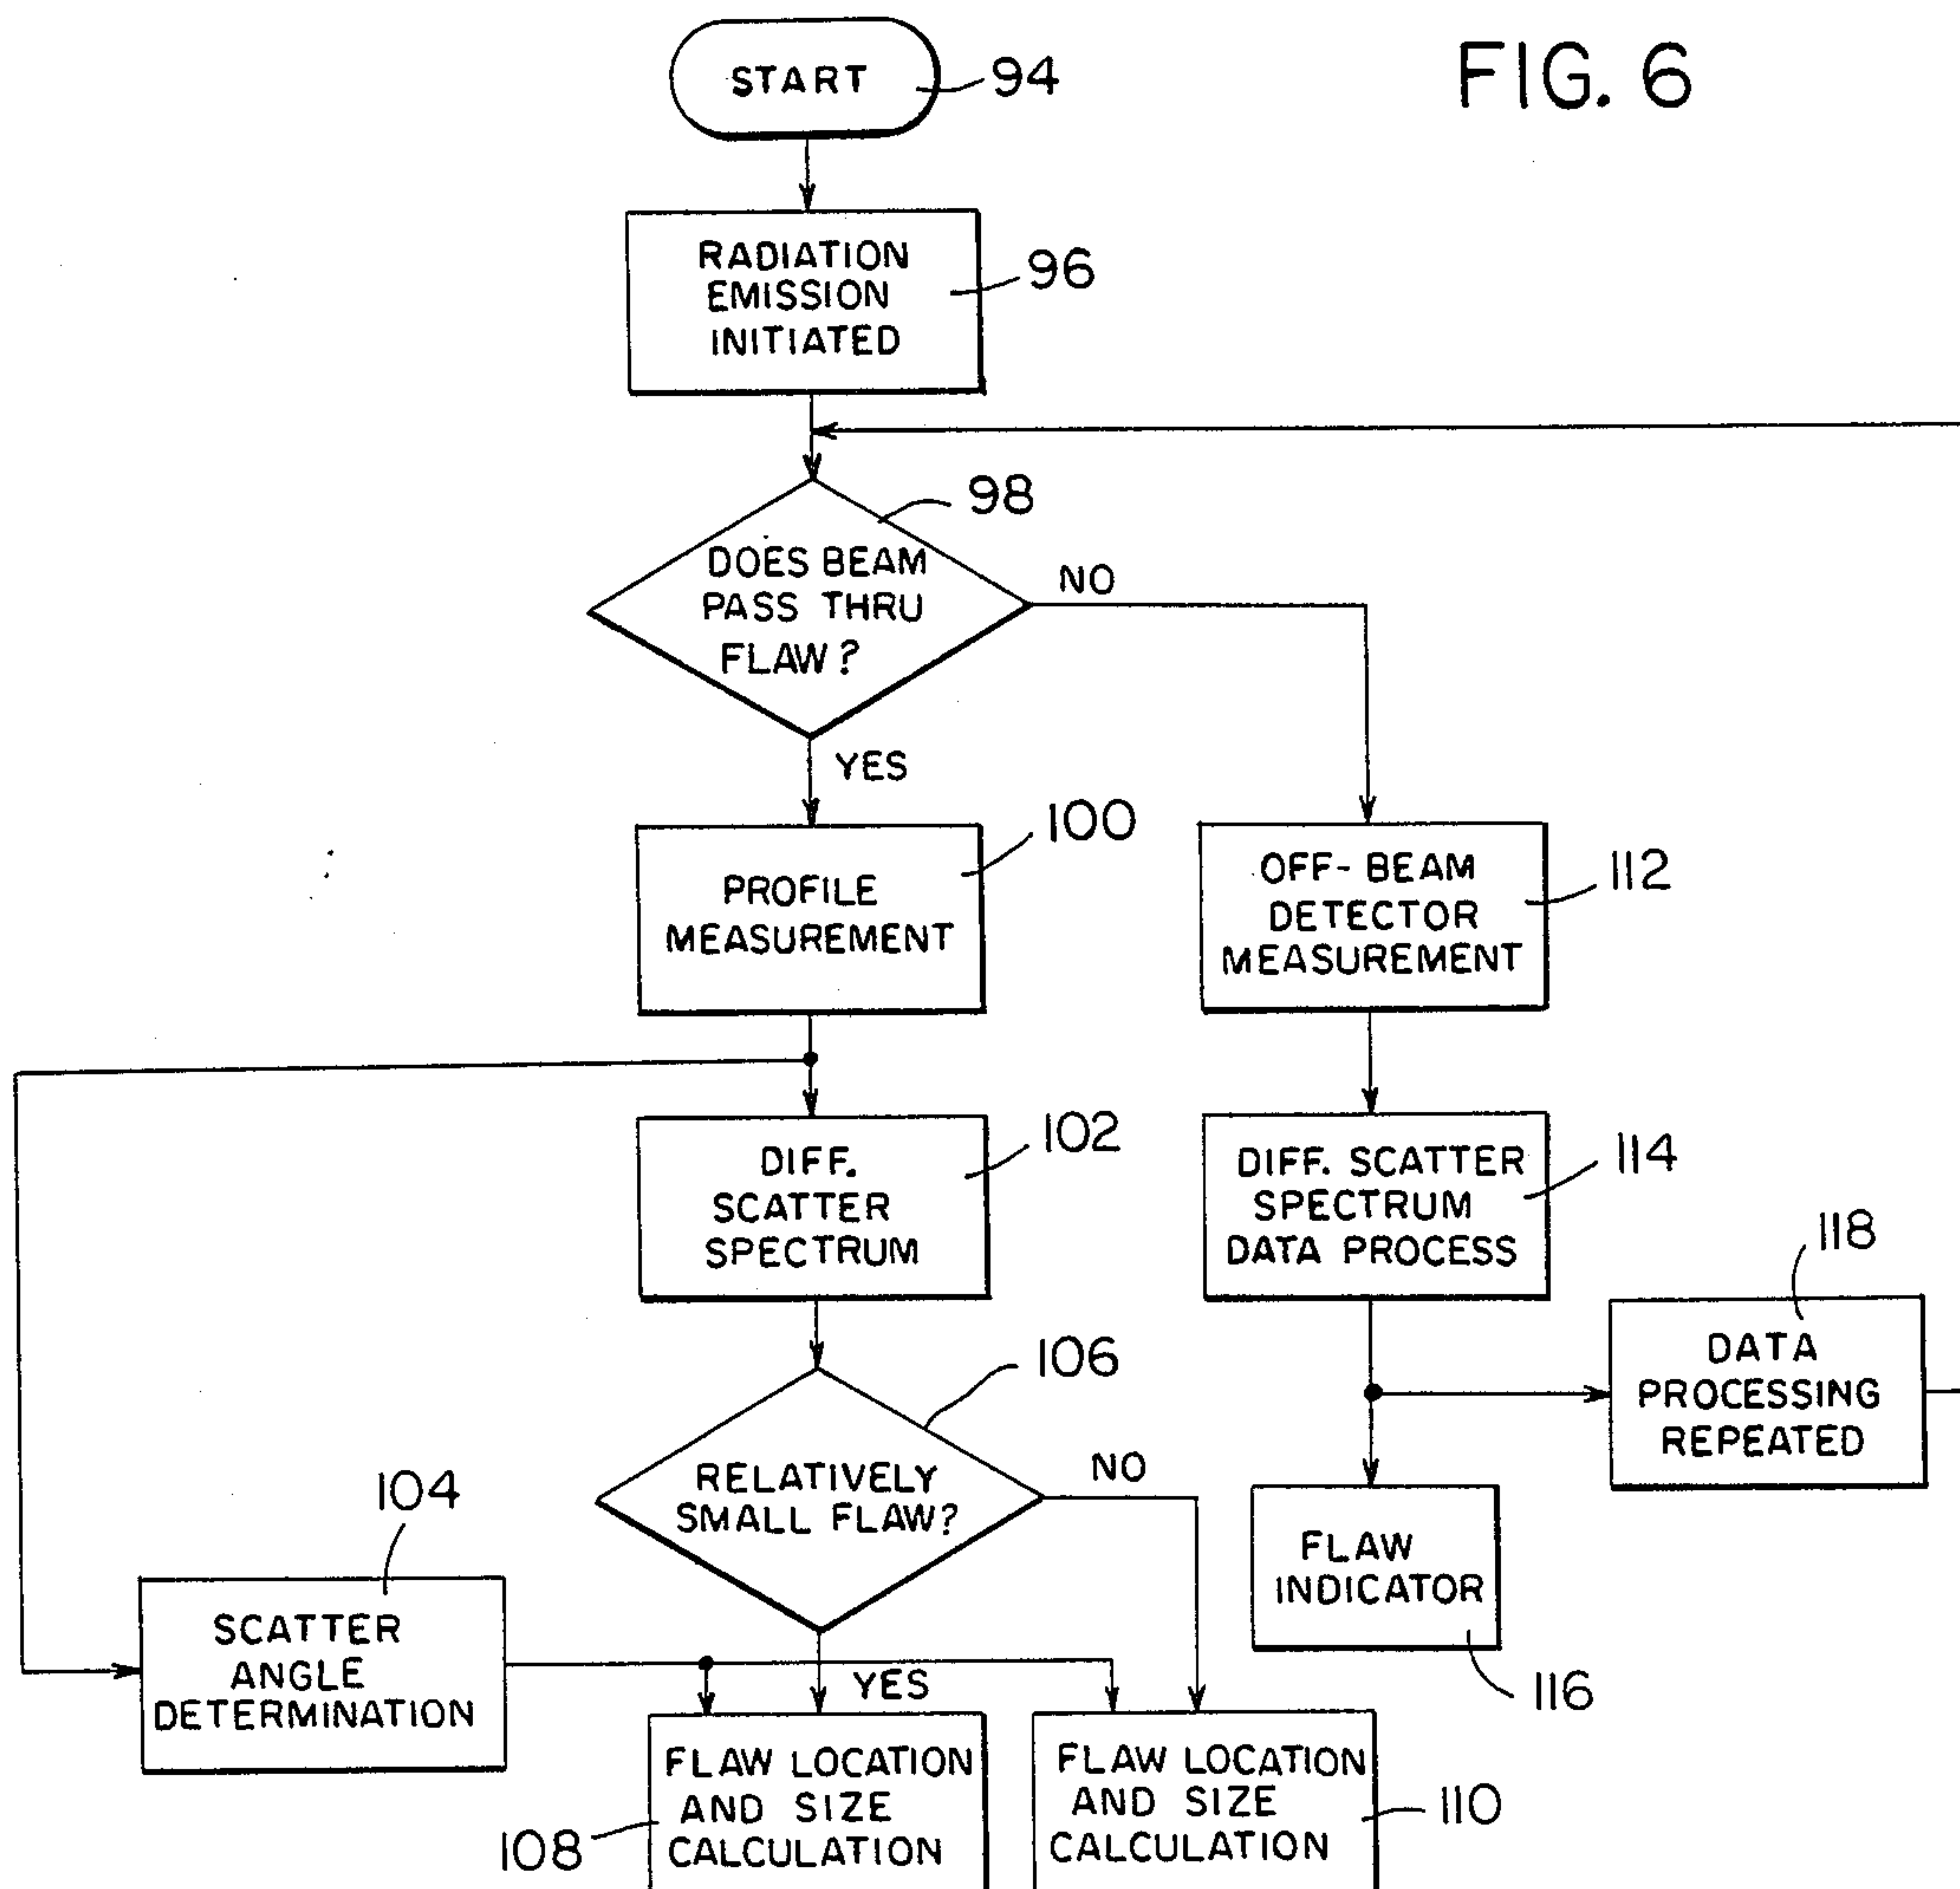 FIG. 6
START
94
RADIATION
EMISSION
INITIATED
96
98
DOES BEAM
PASS THRU
FLAW?
NO
YES
100
PROFILE
MEASUREMENT
OFF-BEAM
DETECTOR
MEASUREMENT
112
102
DIFF.
SCATTER
SPECTRUM
DIFF. SCATTER
SPECTRUM
DATA PROCESS
114
118
DATA
PROCESSING
REPEATED
106
RELATIVELY
SMALL FLAW?
NO
YES
FLAW
INDICATOR
116
104
SCATTER
ANGLE
DETERMINATION
FLAW LOCATION
AND SIZE
CALCULATION
108
FLAW LOCATION
AND SIZE
CALCULATION
110